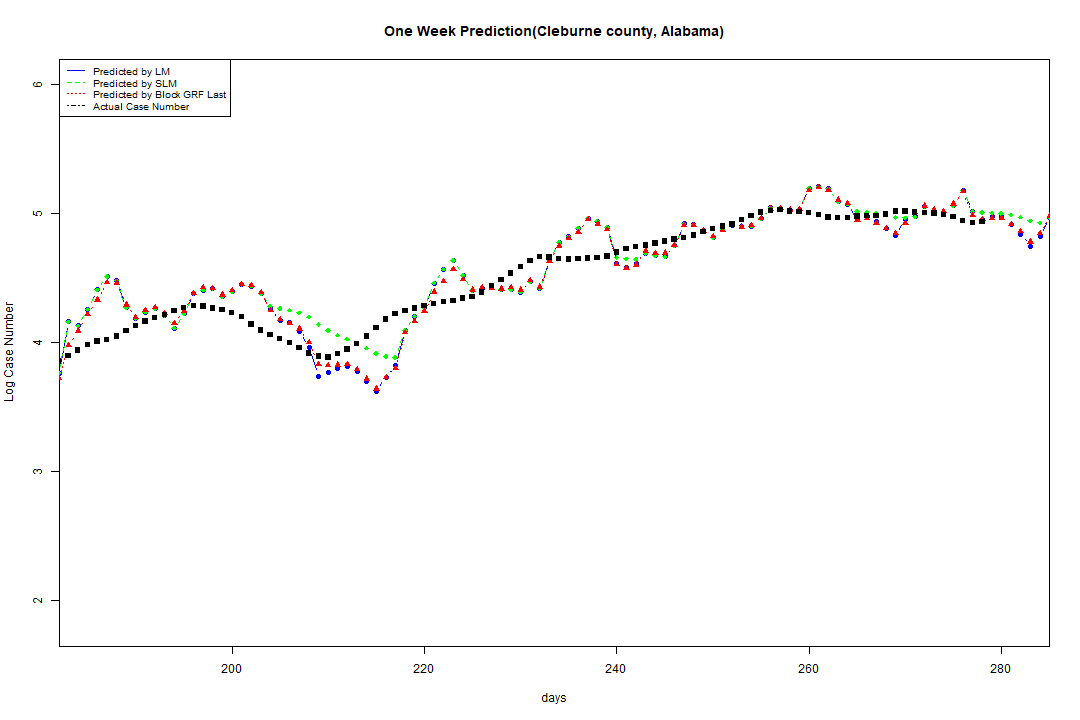 One Week Prediction(Cleburne county, Alabama)
Predicted by LM
Predicted by SLM
Predicted by Block GRF Last
Actual Case Number
6
5
4
3
2
Log Case Number
200 220 240 260 280
days